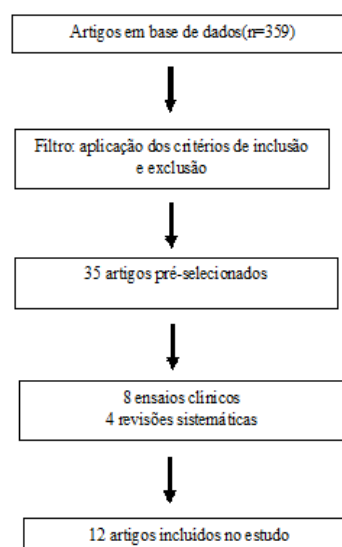 Artigos em base de dados(n=359)
Filtro: aplicação dos critérios de inclusão
e exclusão
35 artigos pré-selecionados
8 ensaios clínicos
4 revisões sistemáticas
12 artigos incluídos no estudo